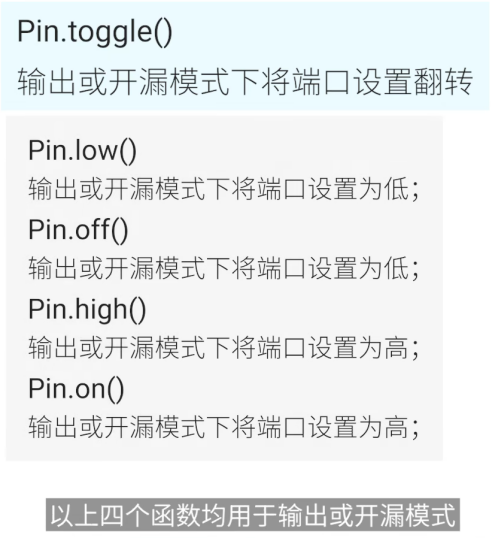 Pin.toggle()
输出或开漏模式下将端口设置翻转
Pin.low()
输出或开漏模式下将端口设置为低；
Pin.off()
输出或开漏模式下将端口设置为低；
Pin.high()
输出或开漏模式下将端口设置为高；
Pin.on()
输出或开漏模式下将端口设置为高；
以上四个函数均用于输出或开漏模式